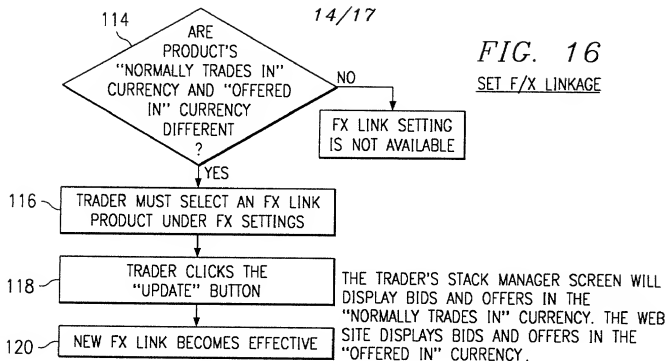 14/17
FIG. 16
SET F/X LINKAGE
114
ARE
PRODUCT'S
"NORMALLY TRADES IN"
CURRENCY AND "OFFERED
IN" CURRENCY
DIFFERENT
?
NO
FX LINK SETTING
IS NOT AVAILABLE
YES
116
TRADER MUST SELECT AN FX LINK
PRODUCT UNDER FX SETTINGS
118
TRADER CLICKS THE
"UPDATE" BUTTON
120
NEW FX LINK BECOMES EFFECTIVE
THE TRADER'S STACK MANAGER SCREEN WILL
DISPLAY BIDS AND OFFERS IN THE
"NORMALLY TRADES IN" CURRENCY. THE WEB
SITE DISPLAYS BIDS AND OFFERS IN THE
"OFFERED IN" CURRENCY.